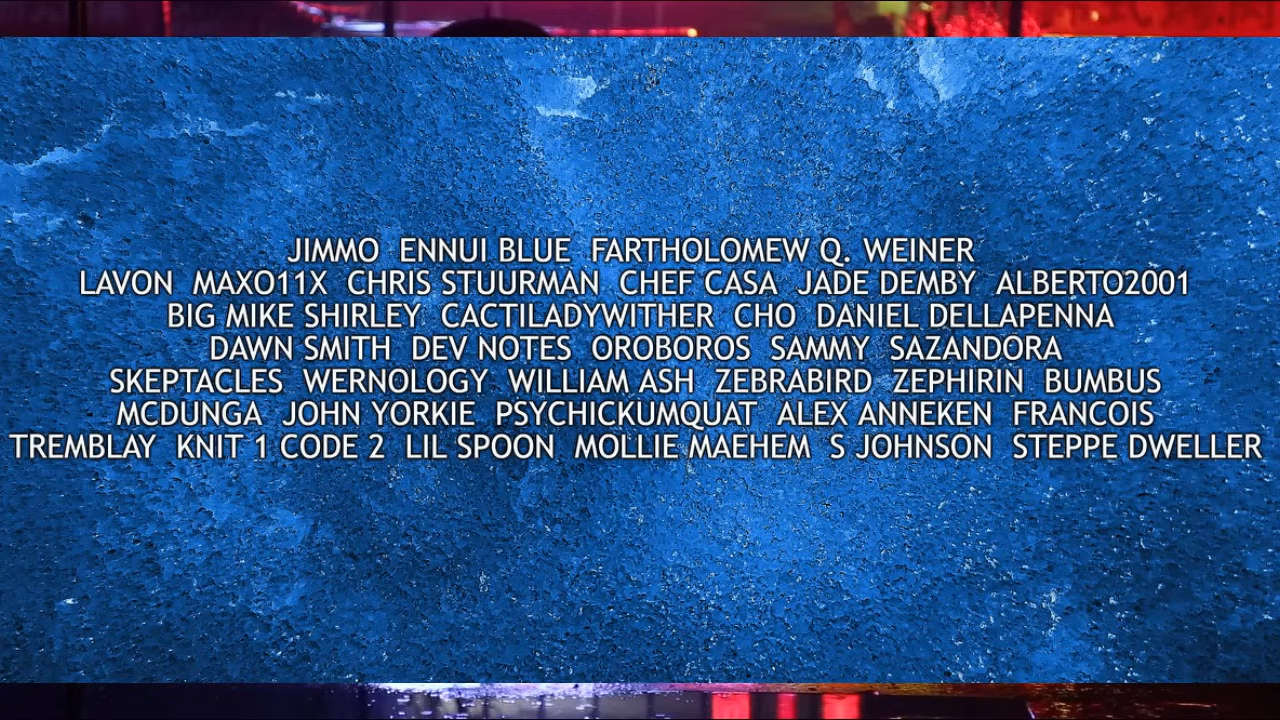 JIMMO  ENNUI BLUE  FARTHOLOMEW Q. WEINER
LAVON  MAXO11X  CHRIS STUURMAN  CHEF CASA  JADE DEMBY  ALBERTO2001
BIG MIKE SHIRLEY  CACTILADYWITHER  CHO  DANIEL DELLAPENNA
DAWN SMITH  DEV NOTES  OROBOROS  SAMMY  SAZANDORA
SKEPTACLES  WERNOLOGY  WILLIAM ASH  ZEBRABIRD  ZEPHIRIN  BUMBUS
MCDUNGA  JOHN YORKIE  PSYCHICKUMQUAT  ALEX ANNEKEN  FRANCOIS
TREMBLAY  KNIT 1 CODE 2  LIL SPOON  MOLLIE MAEHEM  S JOHNSON  STEPPE DWELLER